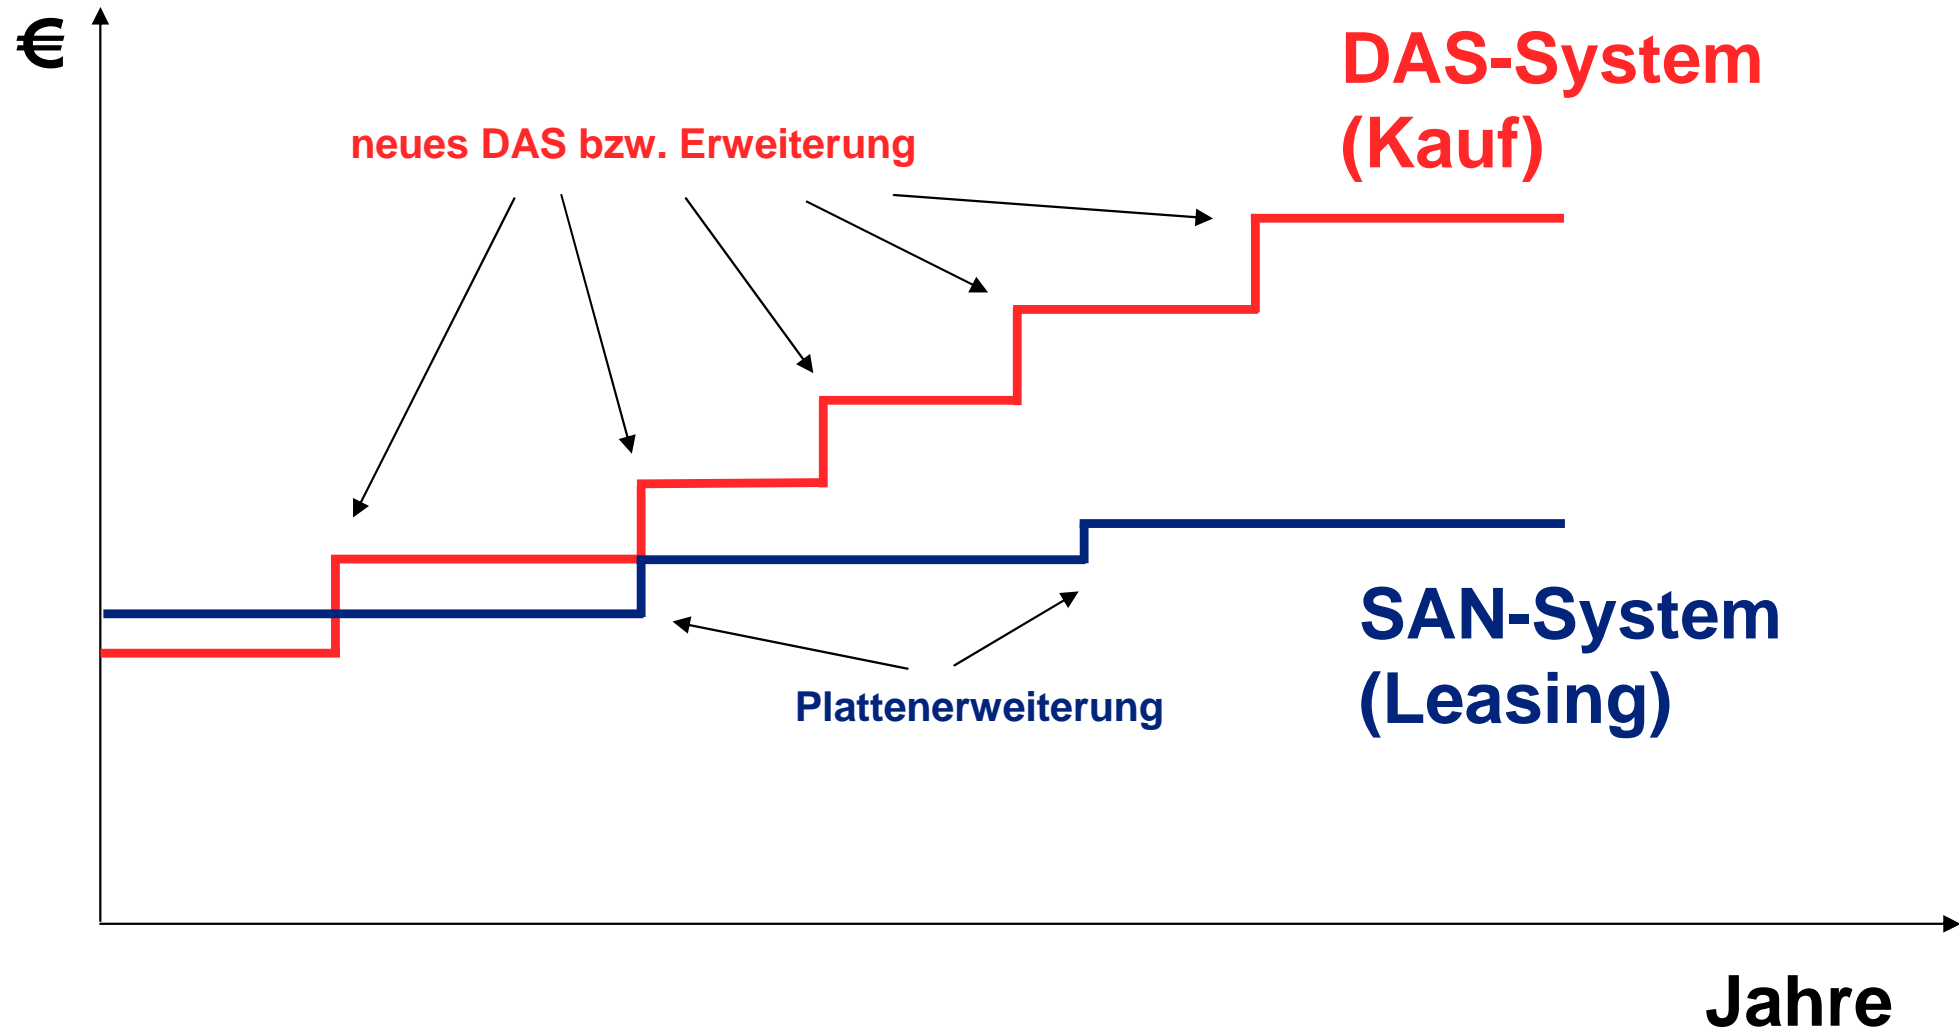 €
DAS-System
(Kauf)
neues DAS bzw. Erweiterung
SAN-System
(Leasing)
Plattenerweiterung
Jahre